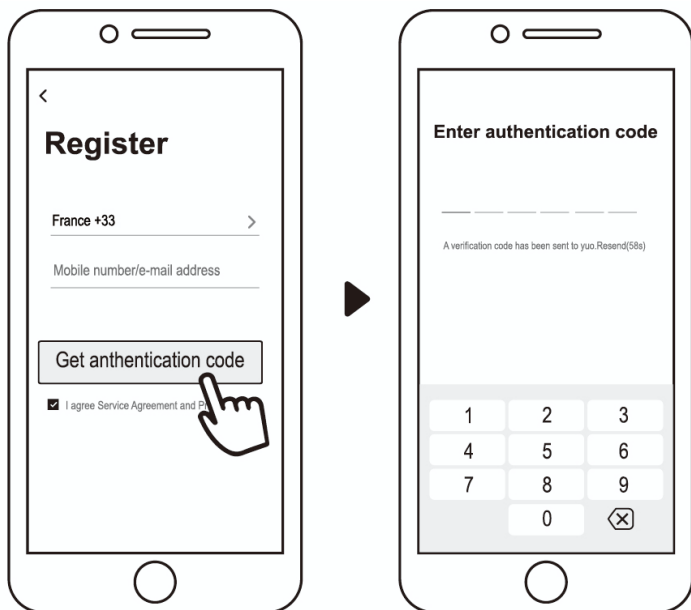 Register
France +33
Mobile number/e-mail address
Get anthentication code
I agree Service Agreement and
Enter authentication code
A verification code has been sent to yuo.Resend(58s)
1 2 3
4 5 6
7 8 9
0